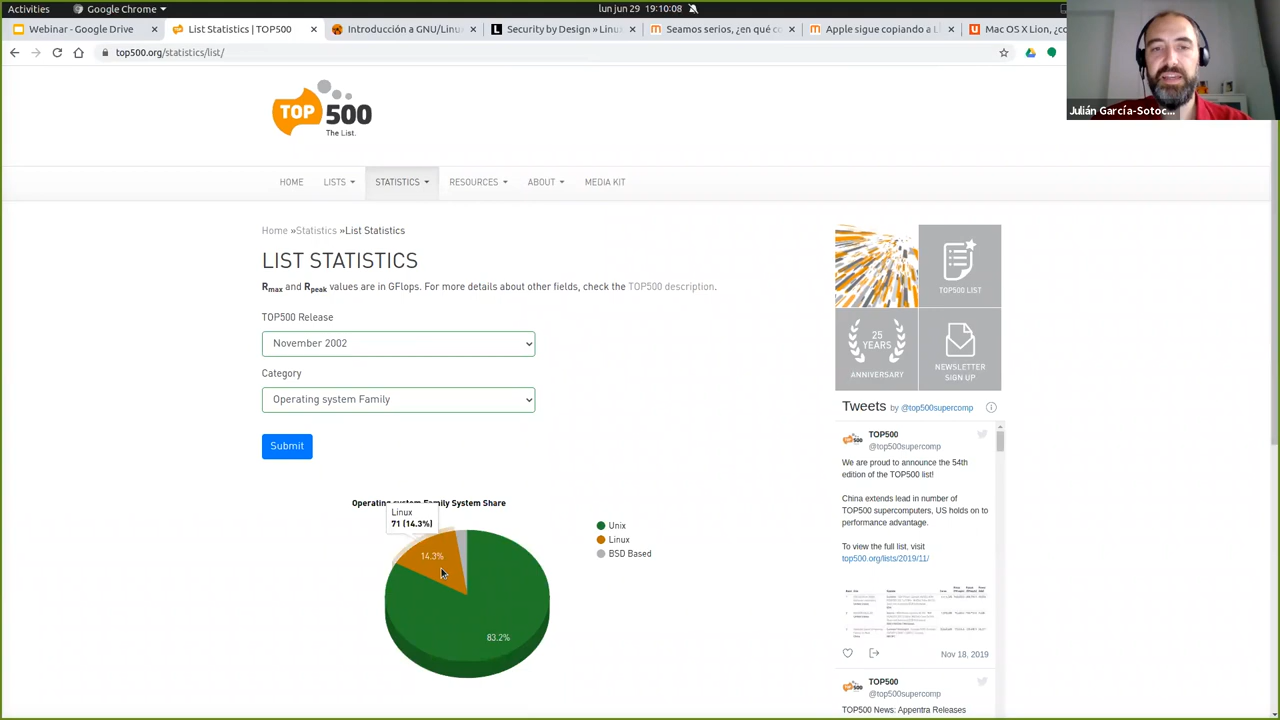 Activities
Google Chrome
lun jun 29 19:10:08
Webinar - Google Drive
List Statistics | TOP500
Introducción a GNU/Linu
Security by Design » Linu
Seamos serios, ¿en qué co
Apple sigue copiando a L
Mac OS X Lion, ¿co
top500.org/statistics/list/
Julián García-Sotoc...
TOP 500
The List.
HOME
LISTS
STATISTICS
RESOURCES
ABOUT
MEDIA KIT
Home »Statistics »List Statistics
LIST STATISTICS
Rmax and Rpeak values are in GFlops. For more details about other fields, check the TOP500 description.
TOP500 Release
November 2002
Category
Operating system Family
Submit
Operating system Family System Share
Linux
71 (14.3%)
14.3%
83.2%
Unix
Linux
BSD Based
TOP500 LIST
25
YEARS
ANNIVERSARY
NEWSLETTER
SIGN UP
Tweets by @top500supercomp
TOP500
@top500supercomp
We are proud to announce the 54th
edition of the TOP500 list!
China extends lead in number of
TOP500 supercomputers, US holds on to
performance advantage.
To view the full list, visit
top500.org/lists/2019/11/
Nov 18, 2019
TOP500
@top500supercomp
TOP500 News: Appentra Releases